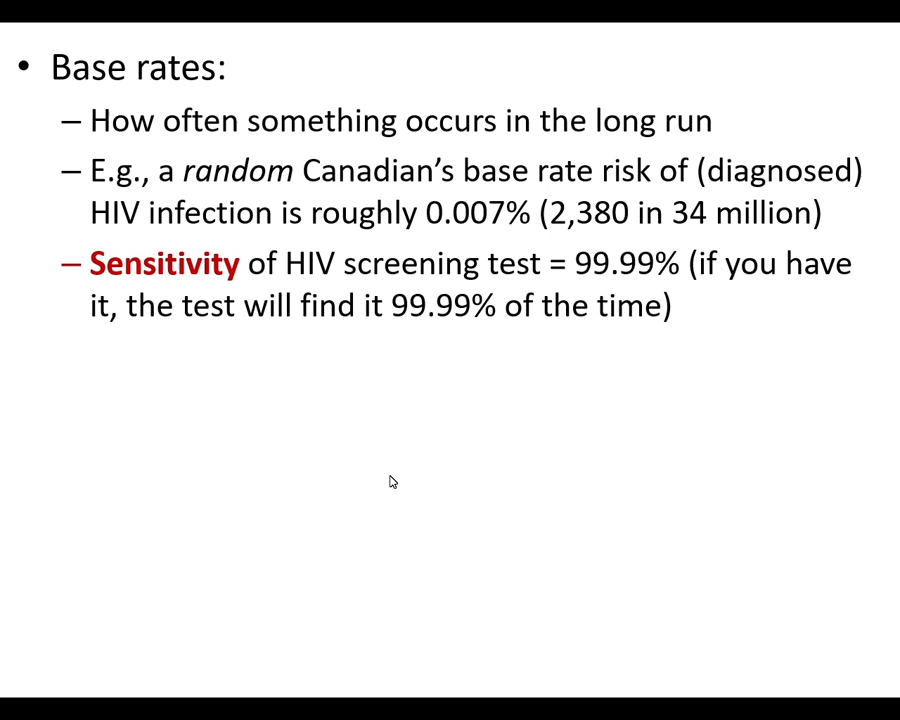 • Base rates:
– How often something occurs in the long run
– E.g., a random Canadian’s base rate risk of (diagnosed)
HIV infection is roughly 0.007% (2,380 in 34 million)
– Sensitivity of HIV screening test = 99.99% (if you have
it, the test will find it 99.99% of the time)